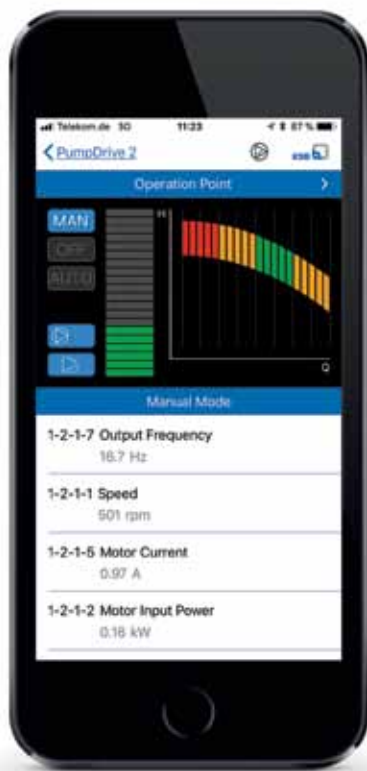 Telekom.de 3G 11:23 87 %
PumpDrive 2 KSB
Operation Point
MAN
OFF
AUTO
H
Q
Manual Mode
1-2-1-7 Output Frequency
16.7 Hz
1-2-1-1 Speed
501 rpm
1-2-1-5 Motor Current
0.97 A
1-2-1-2 Motor Input Power
0.16 kW